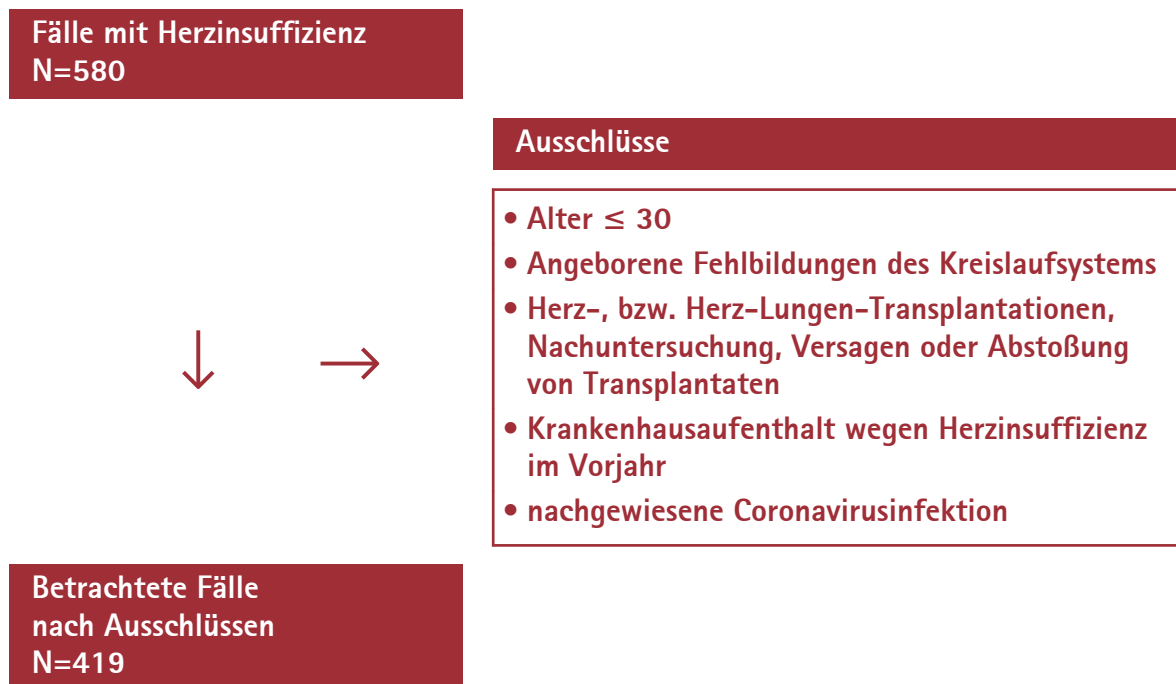 Fälle mit Herzinsuffizienz
N=580
Ausschlüsse
• Alter ≤ 30
• Angeborene Fehlbildungen des Kreislaufsystems
• Herz-, bzw. Herz-Lungen-Transplantationen,
Nachuntersuchung, Versagen oder Abstoßung
von Transplantaten
• Krankenhausaufenthalt wegen Herzinsuffizienz
im Vorjahr
• nachgewiesene Coronavirusinfektion
Betrachtete Fälle
nach Ausschlüssen
N=419